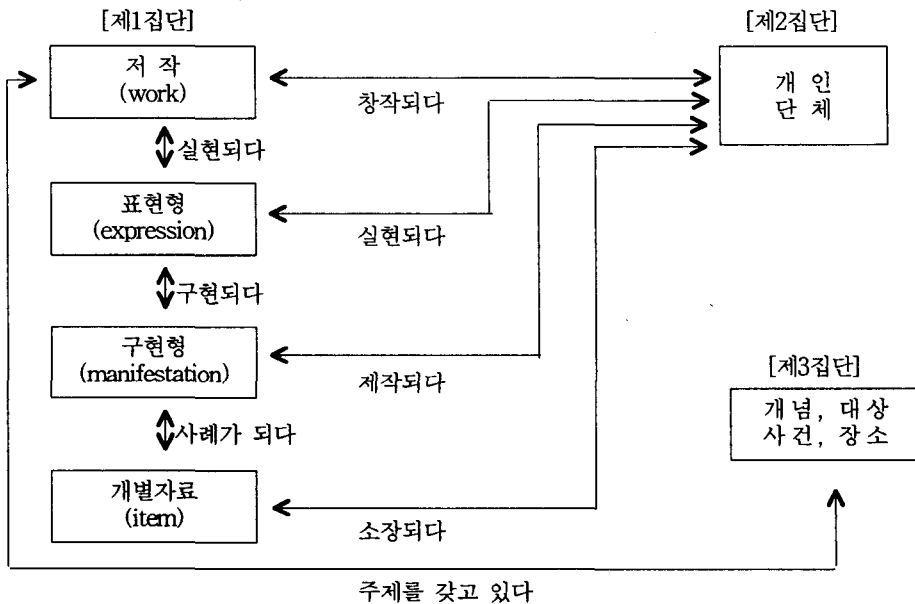 [제1집단]
[제2집단]
저 작
(work)
개 인
단 체
창작되다
실현되다
표현형
(expression)
실현되다
구현되다
구현형
(manifestation)
제작되다
[제3집단]
개 념, 대 상
사 건, 장 소
사례가 되다
개별자료
(item)
소장되다
주제를 갖고 있다